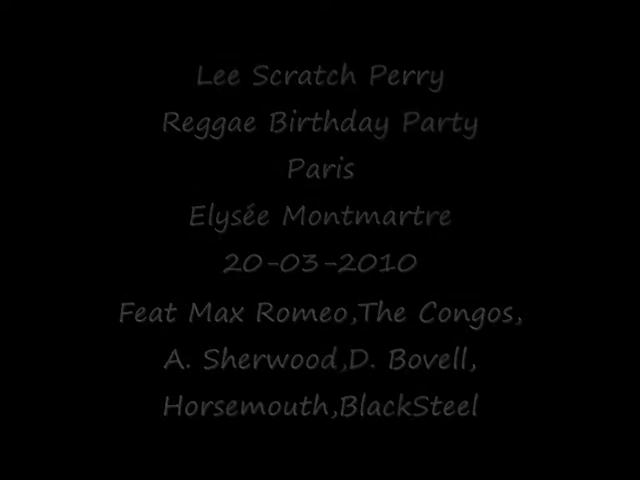 Lee Scratch Perry
Reggae Birthday Party
Paris
Elysée Montmartre
20-03-2010
Feat Max Romeo,The Congos,
A. Sherwood,D. Bovell,
Horsemouth,BlackSteel